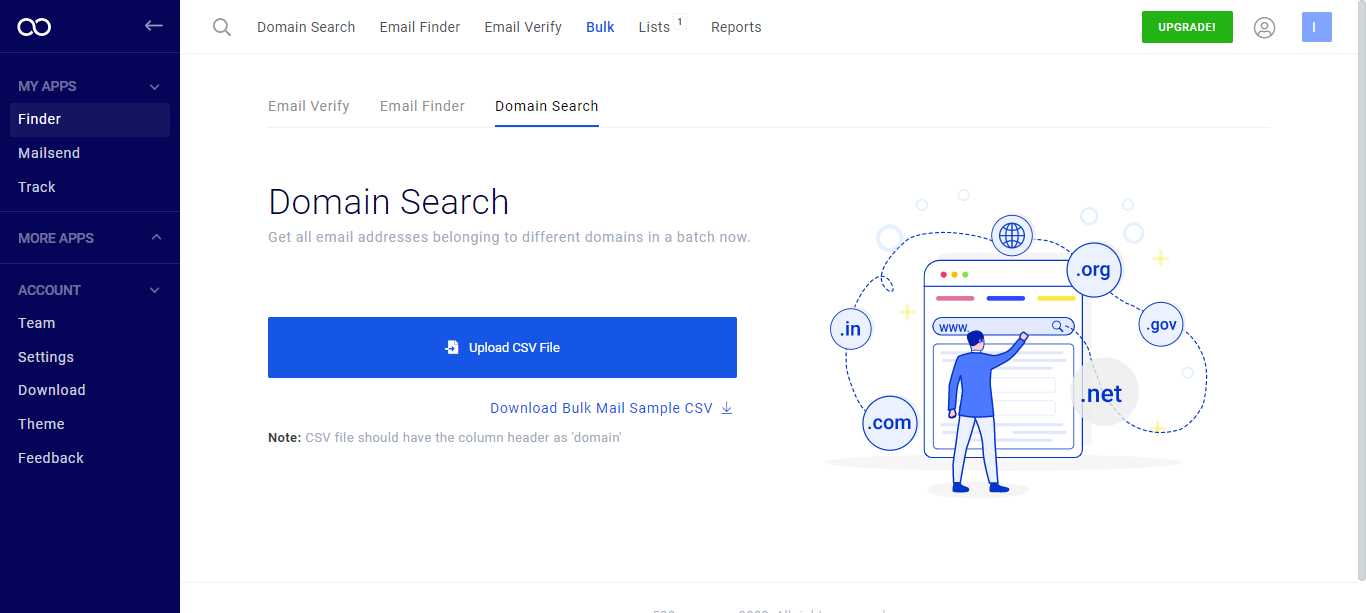 Domain Search Email Finder Email Verify Bulk Lists 1 Reports UPGRADE! I
MY APPS
Finder
Mailsend
Track
MORE APPS
ACCOUNT
Team
Settings
Download
Theme
Feedback
Email Verify Email Finder Domain Search
Domain Search
Get all email addresses belonging to different domains in a batch now.
Upload CSV File
Download Bulk Mail Sample CSV
Note: CSV file should have the column header as 'domain'
.org
.in
www.
.gov
.net
.com